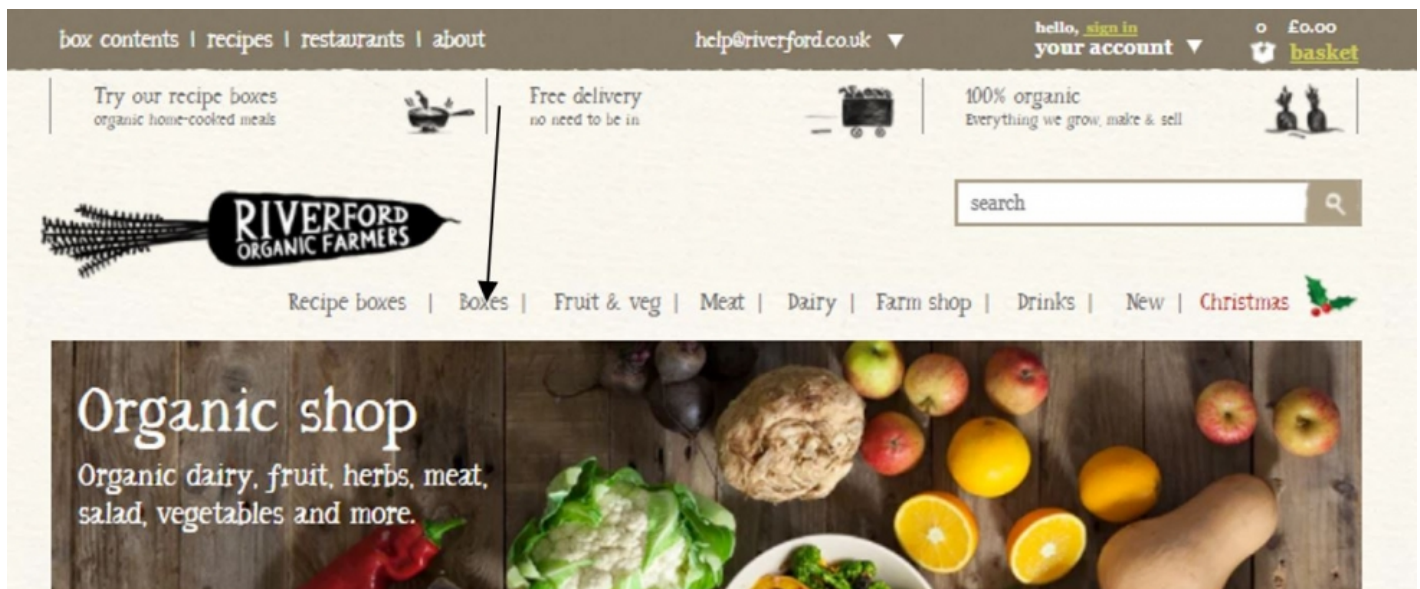 box contents | recipes | restaurants | about
help@riverford.co.uk ▼
hello, sign in
your account ▼
0 £0.00
basket
Try our recipe boxes
organic home-cooked meals
Free delivery
no need to be in
100% organic
Everything we grow, make & sell
RIVERFORD
ORGANIC FARMERS
search
Recipe boxes | Boxes | Fruit & veg | Meat | Dairy | Farm shop | Drinks | New | Christmas
Organic shop
Organic dairy, fruit, herbs, meat,
salad, vegetables and more.